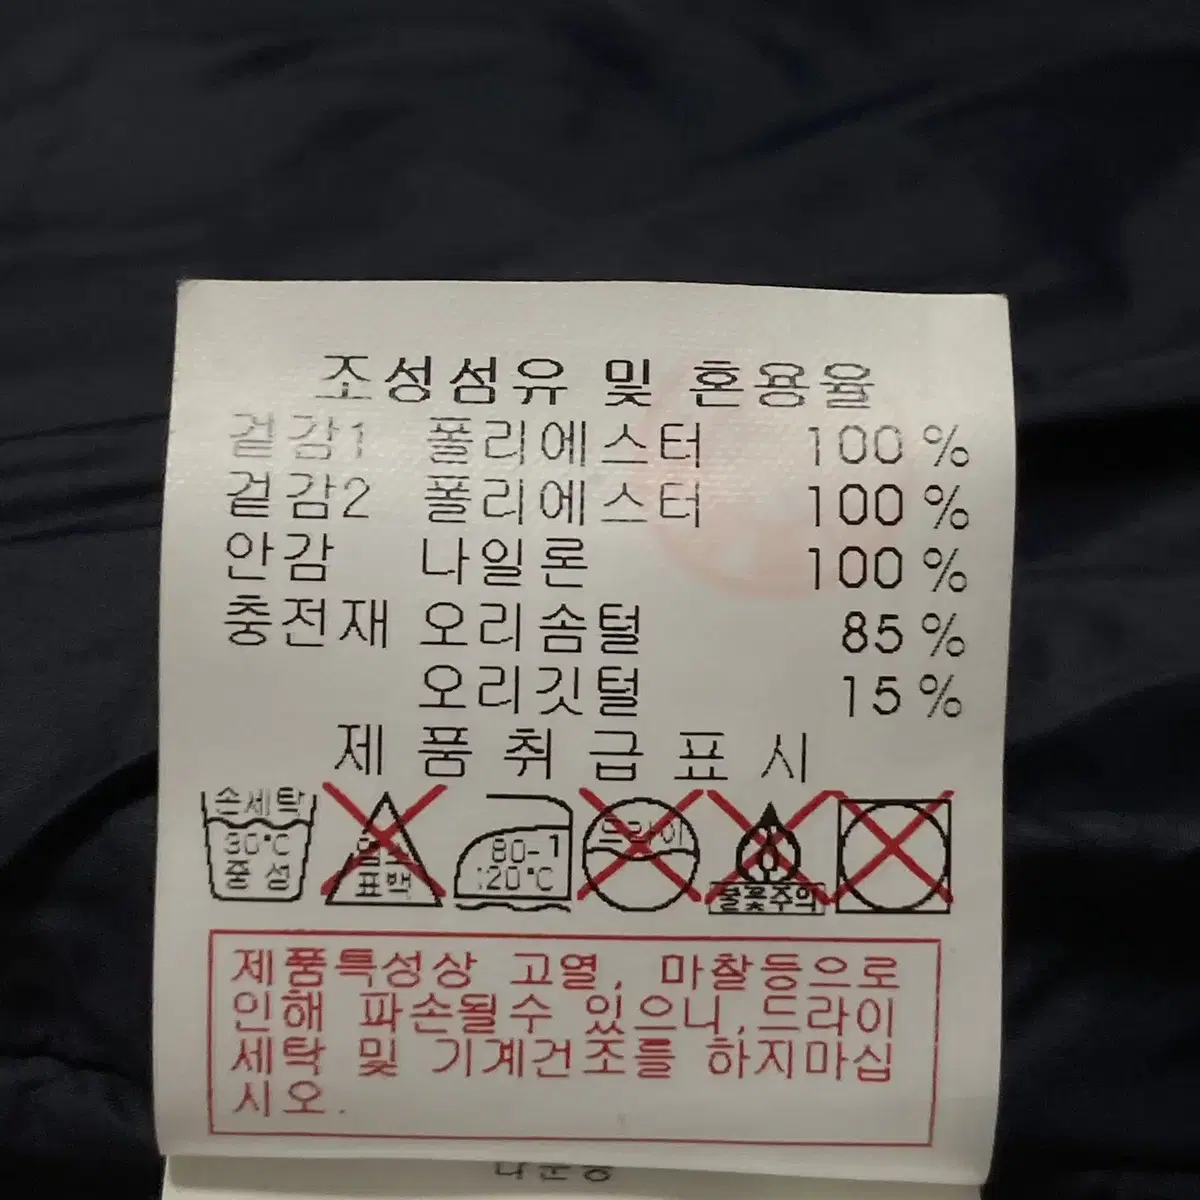 조성섬유 및 혼용율
겉감1 폴리에스터 100 %
겉감2 폴리에스터 100 %
안감 나일론 100 %
충전재 오리솜털 85 %
오리깃털 15 %
제품취급표시
손세탁
30°C
중성
염소
표백
80-1
120°C
드라이
불꽃주의
제품특성상 고열, 마찰등으로
인해 파손될수 있으니,드라이
세탁 및 기계건조를 하지마십
시오.